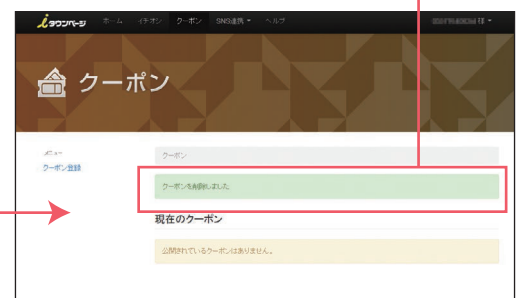 iタウンページ ホーム イチオシ クーポン SNS連携 ヘルプ 様
クーポン
メニュー
クーポン登録
クーポン
クーポンを削除しました
現在のクーポン
公開されているクーポンはありません。